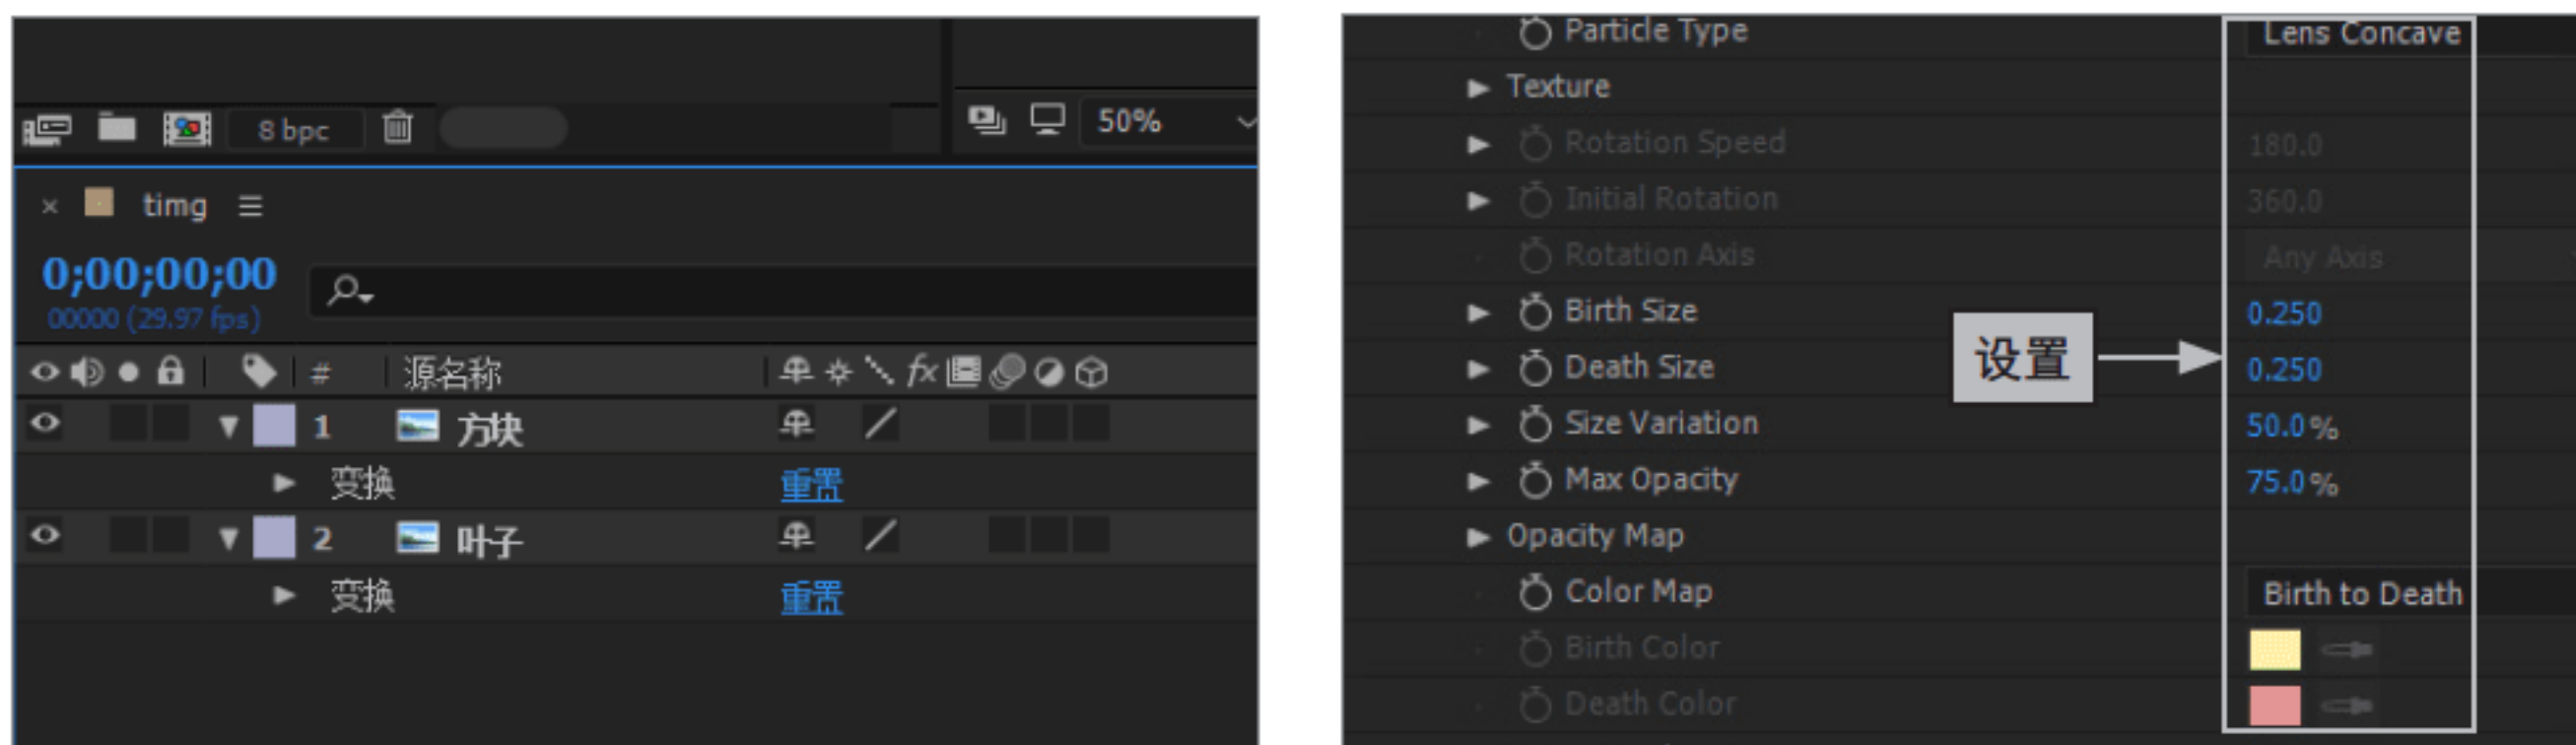 8 bpc
50%
timg
0;00;00;00
00000 (29.97 fps)
# 源名称 fx
1 方块
变换 重置
2 叶子
变换 重置
Particle Type Lens Concave
Texture
Rotation Speed 180.0
Initial Rotation 360.0
Rotation Axis Any Axis
Birth Size 0.250
设置
Death Size 0.250
Size Variation 50.0%
Max Opacity 75.0%
Opacity Map
Color Map Birth to Death
Birth Color
Death Color